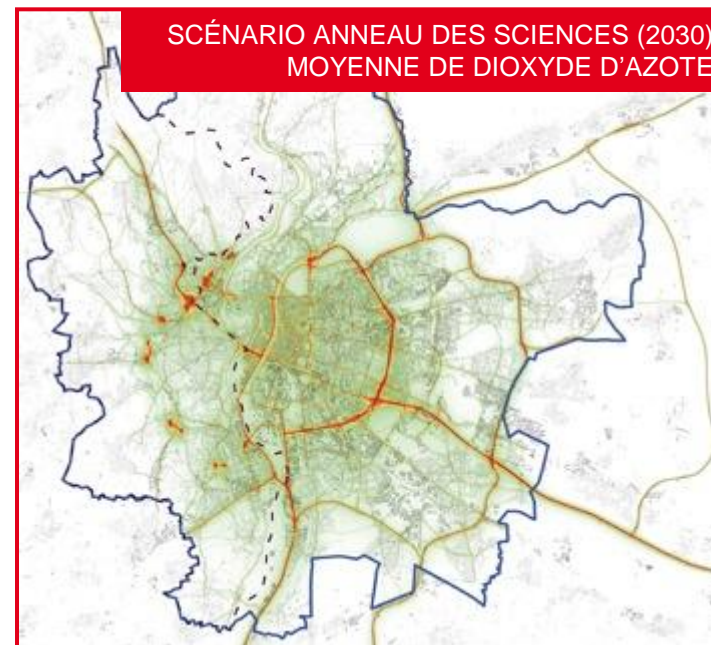 SCÉNARIO ANNEAU DES SCIENCES (2030)
MOYENNE DE DIOXYDE D'AZOTE